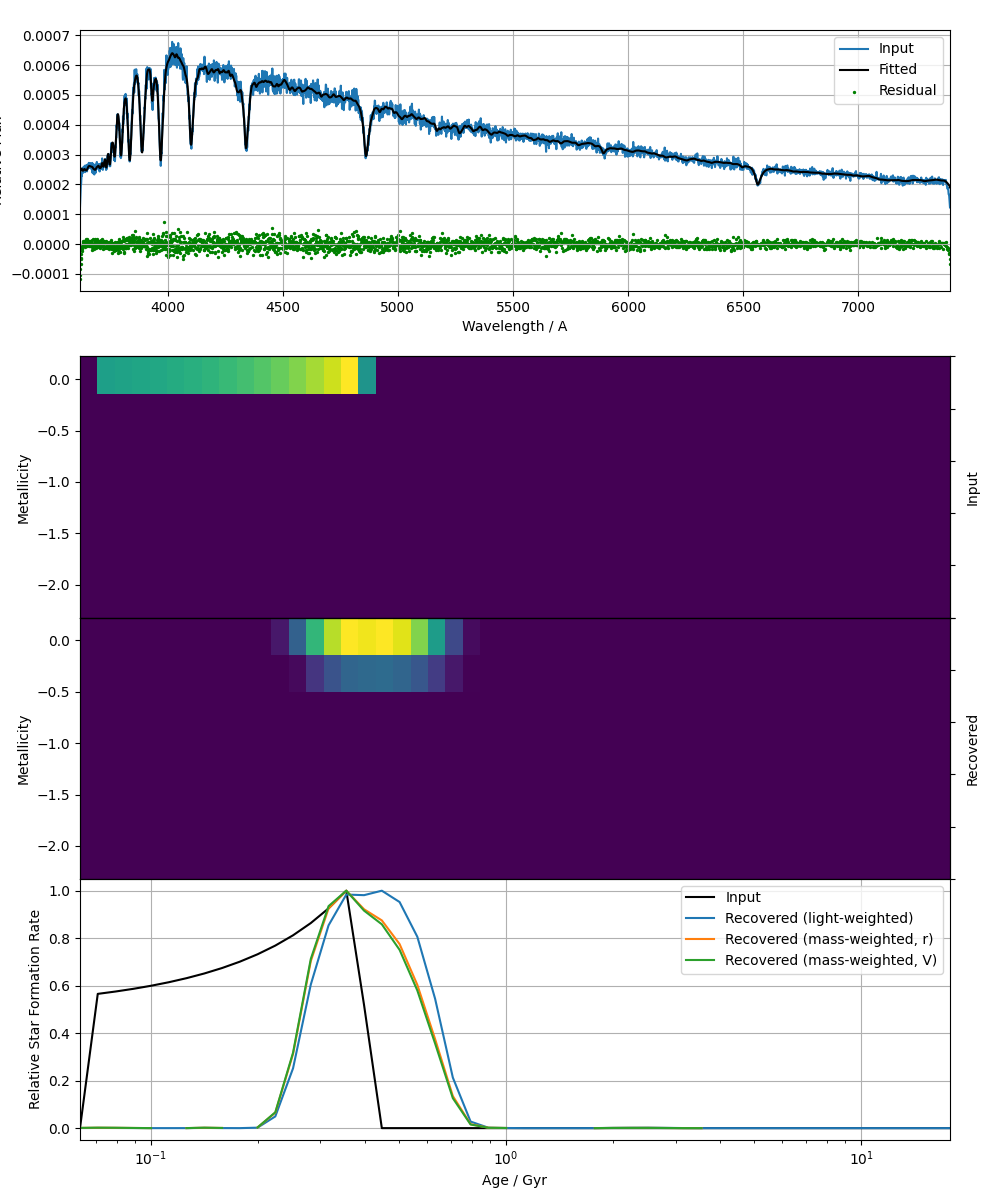 0.0007
0.0006
0.0005
0.0004
0.0003
0.0002
0.0001
0.0000
−0.0001
Input
Fitted
Residual
4000 4500 5000 5500 6000 6500 7000
Wavelength / A
0.0
−0.5
−1.0
−1.5
−2.0
Metallicity
Input
0.0
−0.5
−1.0
−1.5
−2.0
Metallicity
Recovered
1.0
0.8
0.6
0.4
0.2
0.0
Relative Star Formation Rate
Input
Recovered (light-weighted)
Recovered (mass-weighted, r)
Recovered (mass-weighted, V)
10⁻¹ 10⁰ 10¹
Age / Gyr